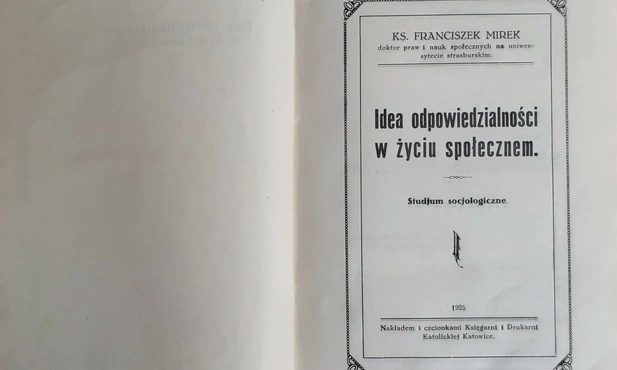 KS. FRANCISZEK MIREK
doktor praw i nauk społecznych na uniwer-
sytecie strasburskim.
Idea odpowiedzialności
w życiu społecznem.
Studjum socjologiczne.
1925
Nakładem i czcionkami Księgarni i Drukarni
Katolickiej Katowice.